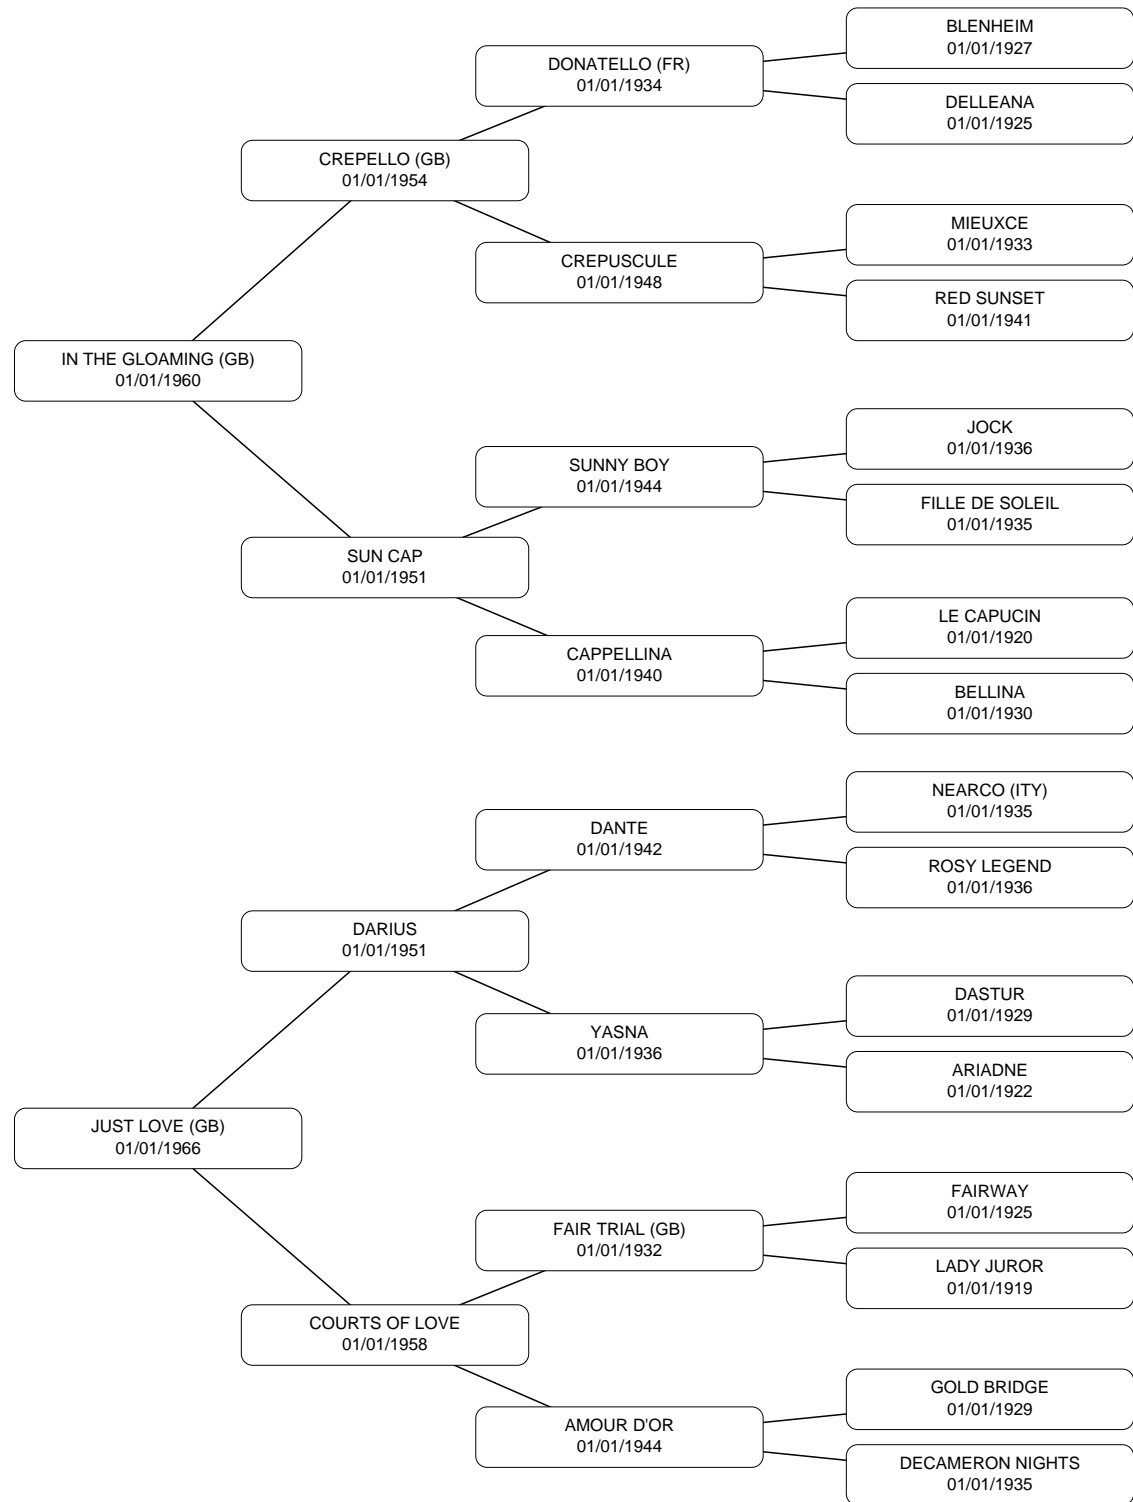 BLENHEIM
01/01/1927
DONATELLO (FR)
01/01/1934
DELLEANA
01/01/1925
CREPELLO (GB)
01/01/1954
MIEUXCE
01/01/1933
CREPUSCULE
01/01/1948
RED SUNSET
01/01/1941
IN THE GLOAMING (GB)
01/01/1960
JOCK
01/01/1936
SUNNY BOY
01/01/1944
FILLE DE SOLEIL
01/01/1935
SUN CAP
01/01/1951
LE CAPUCIN
01/01/1920
CAPPELLINA
01/01/1940
BELLINA
01/01/1930
NEARCO (ITY)
01/01/1935
DANTE
01/01/1942
ROSY LEGEND
01/01/1936
DARIUS
01/01/1951
DASTUR
01/01/1929
YASNA
01/01/1936
ARIADNE
01/01/1922
JUST LOVE (GB)
01/01/1966
FAIRWAY
01/01/1925
FAIR TRIAL (GB)
01/01/1932
LADY JUROR
01/01/1919
COURTS OF LOVE
01/01/1958
GOLD BRIDGE
01/01/1929
AMOUR D'OR
01/01/1944
DECAMERON NIGHTS
01/01/1935